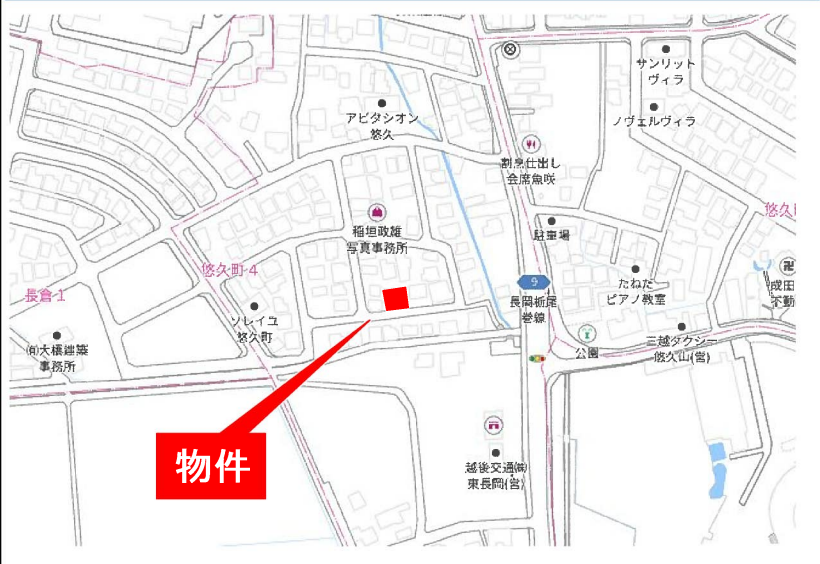 サンリット
ヴィラ
アビタシオン
悠久
ノヴェルヴィラ
割烹仕出し
会席魚咲
稲垣政雄
写真事務所
悠久
駐車場
悠久町4
長倉1
9
長岡栃尾
巻線
たねだ
ピアノ教室
成田
不動
ソレイユ
悠久町
㈲大橋建築
事務所
公園
三越タクシー
悠久山(営)
物件
越後交通㈱
東長岡(営)